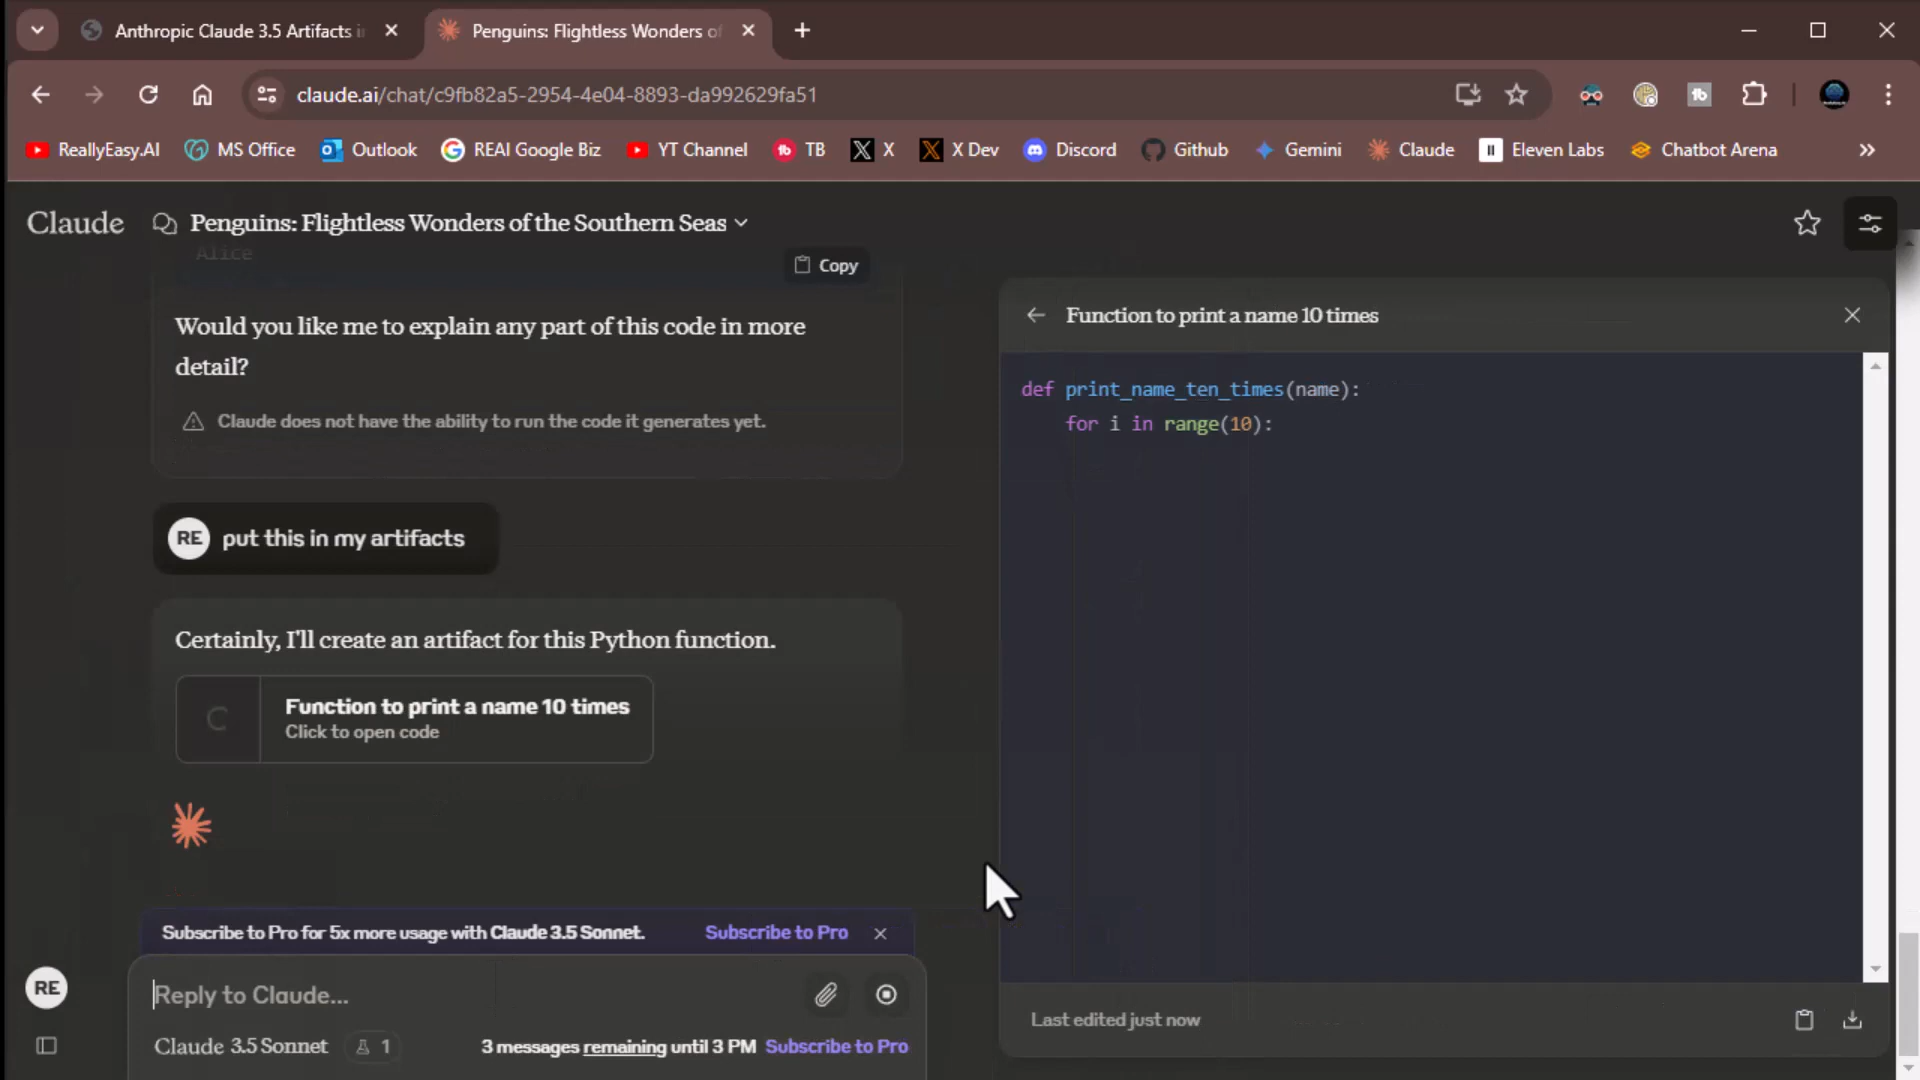 Anthropic Claude 3.5 Artifacts i
Penguins: Flightless Wonders of
claude.ai/chat/c9fb82a5-2954-4e04-8893-da992629fa51
ReallyEasy.AI
MS Office
Outlook
REAI Google Biz
YT Channel
TB
X
X Dev
Discord
Github
Gemini
Claude
Eleven Labs
Chatbot Arena
Claude
Penguins: Flightless Wonders of the Southern Seas
Alice
Copy
Would you like me to explain any part of this code in more
detail?
Claude does not have the ability to run the code it generates yet.
RE put this in my artifacts
Certainly, I'll create an artifact for this Python function.
Function to print a name 10 times
Click to open code
Subscribe to Pro for 5x more usage with Claude 3.5 Sonnet.
Subscribe to Pro
RE
Reply to Claude...
Claude 3.5 Sonnet
1
3 messages remaining until 3 PM Subscribe to Pro
Function to print a name 10 times
def print_name_ten_times(name):
for i in range(10):
Last edited just now